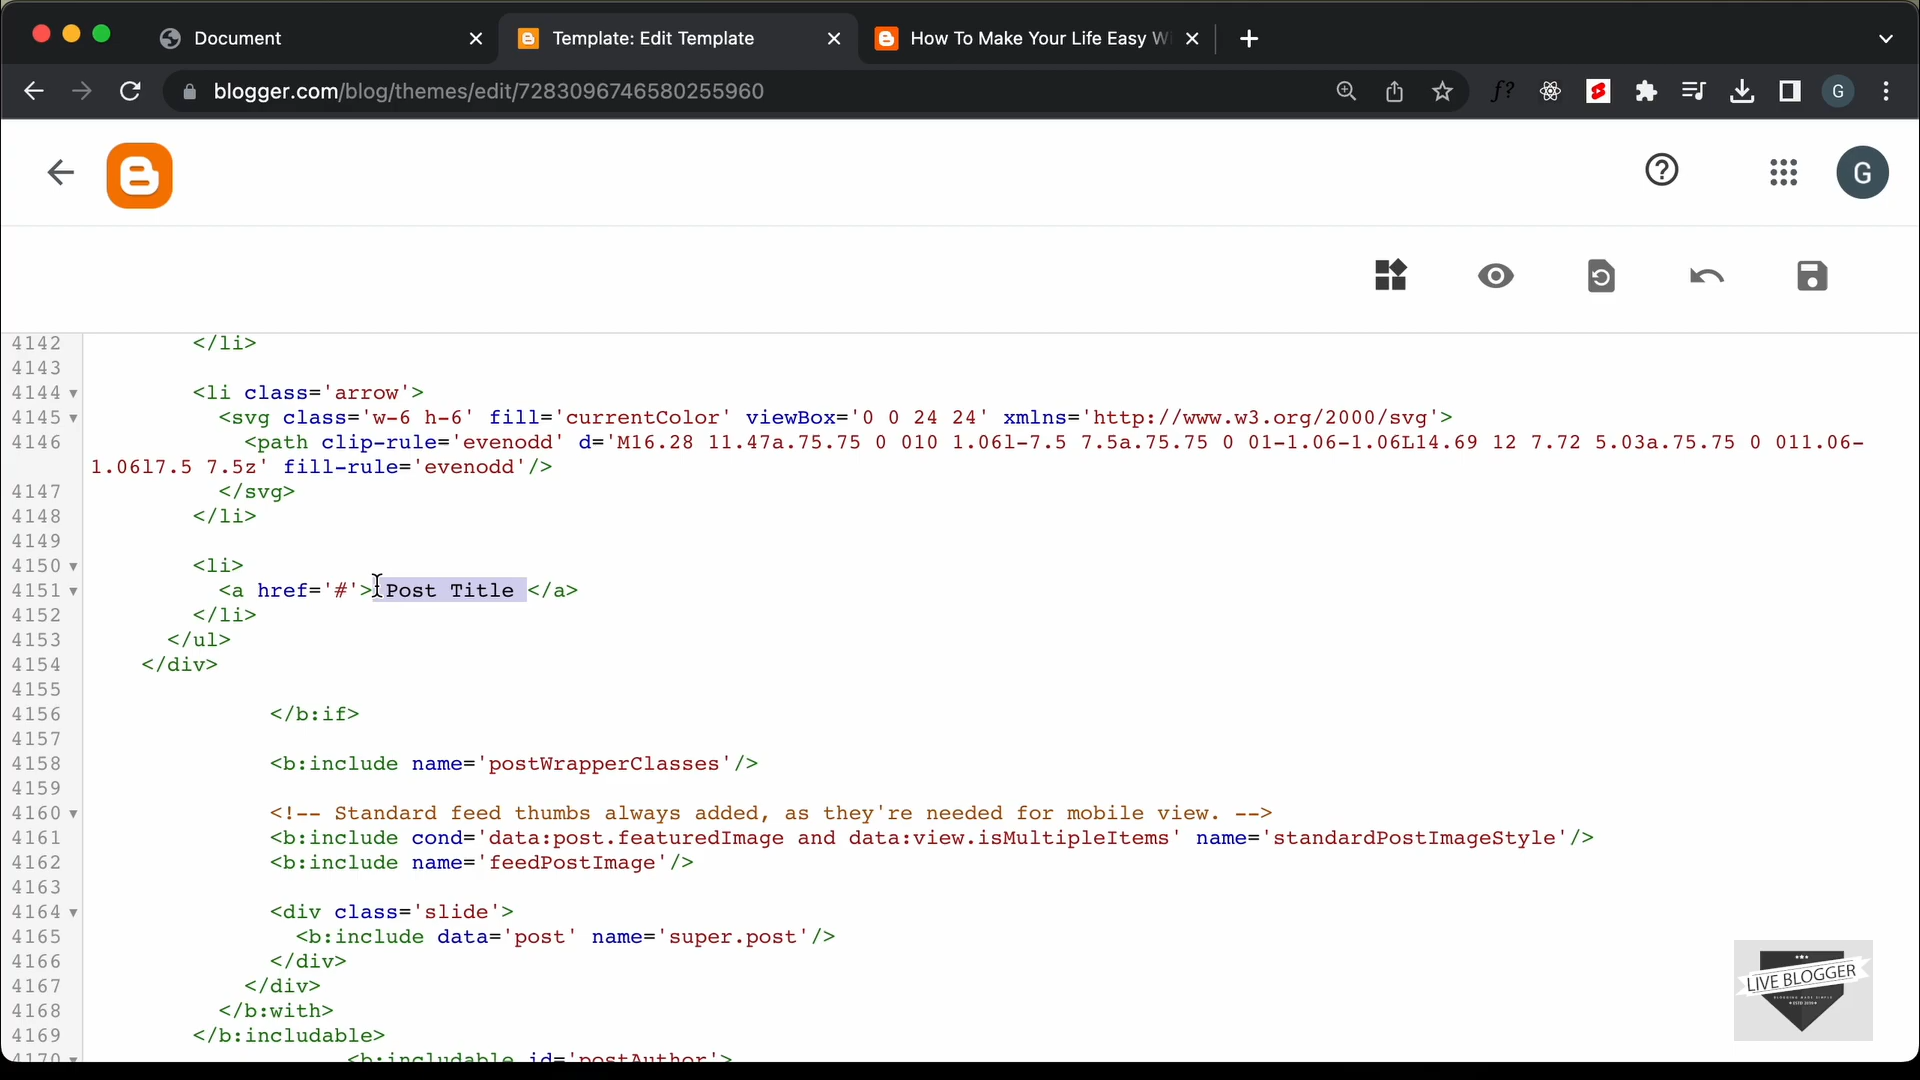 Document
Template: Edit Template
How To Make Your Life Easy Wi
blogger.com/blog/themes/edit/7283096746580255960
f?
G
G
4142 </li>
4143
4144 <li class='arrow'>
4145 <svg class='w-6 h-6' fill='currentColor' viewBox='0 0 24 24' xmlns='http://www.w3.org/2000/svg'>
4146 <path clip-rule='evenodd' d='M16.28 11.47a.75.75 0 010 1.06l-7.5 7.5a.75.75 0 01-1.06-1.06L14.69 12 7.72 5.03a.75.75 0 011.06-
1.06l7.5 7.5z' fill-rule='evenodd'/>
4147 </svg>
4148 </li>
4149
4150 <li>
4151 <a href='#'> Post Title </a>
4152 </li>
4153 </ul>
4154 </div>
4155
4156 </b:if>
4157
4158 <b:include name='postWrapperClasses'/>
4159
4160 <!-- Standard feed thumbs always added, as they're needed for mobile view. -->
4161 <b:include cond='data:post.featuredImage and data:view.isMultipleItems' name='standardPostImageStyle'/>
4162 <b:include name='feedPostImage'/>
4163
4164 <div class='slide'>
4165 <b:include data='post' name='super.post'/>
4166 </div>
4167 </div>
4168 </b:with>
4169 </b:includable>
4170 <b:includable id='postAuthor'>
LIVE BLOGGER